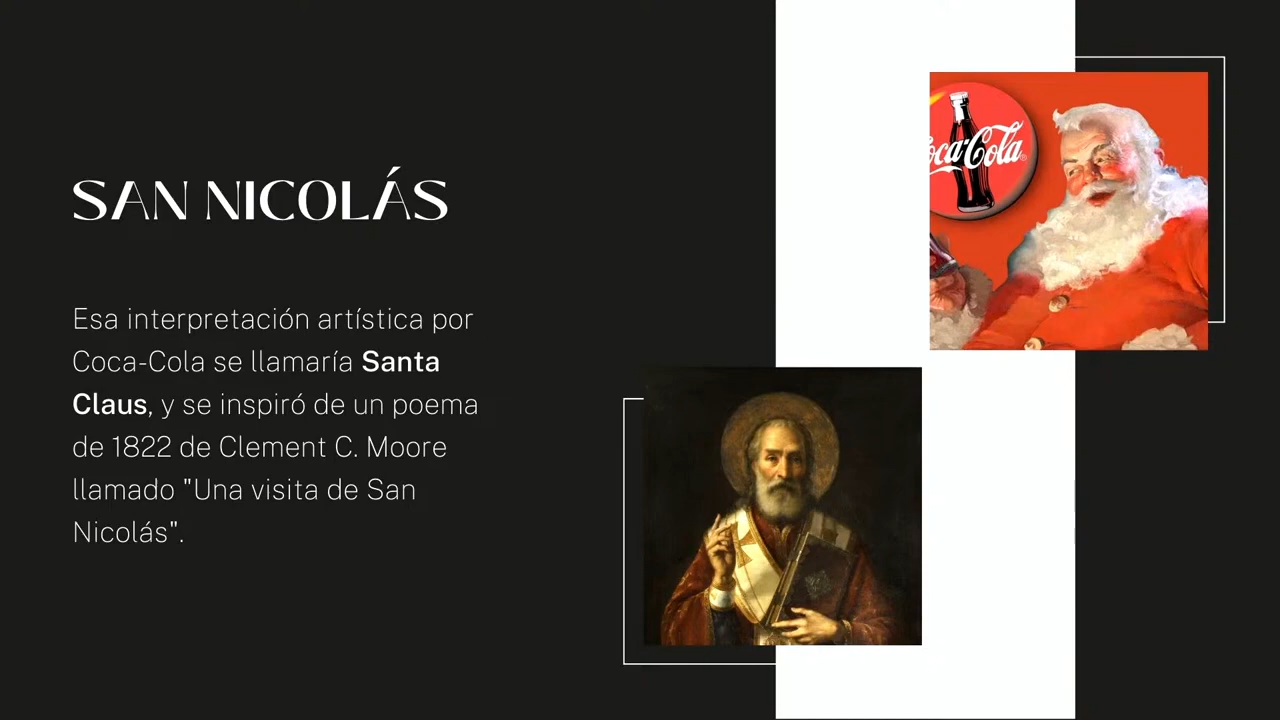 SAN NICOLÁS
Esa interpretación artística por
Coca-Cola se llamaría Santa
Claus, y se inspiró de un poema
de 1822 de Clement C. Moore
llamado "Una visita de San
Nicolás".
Coca-Cola